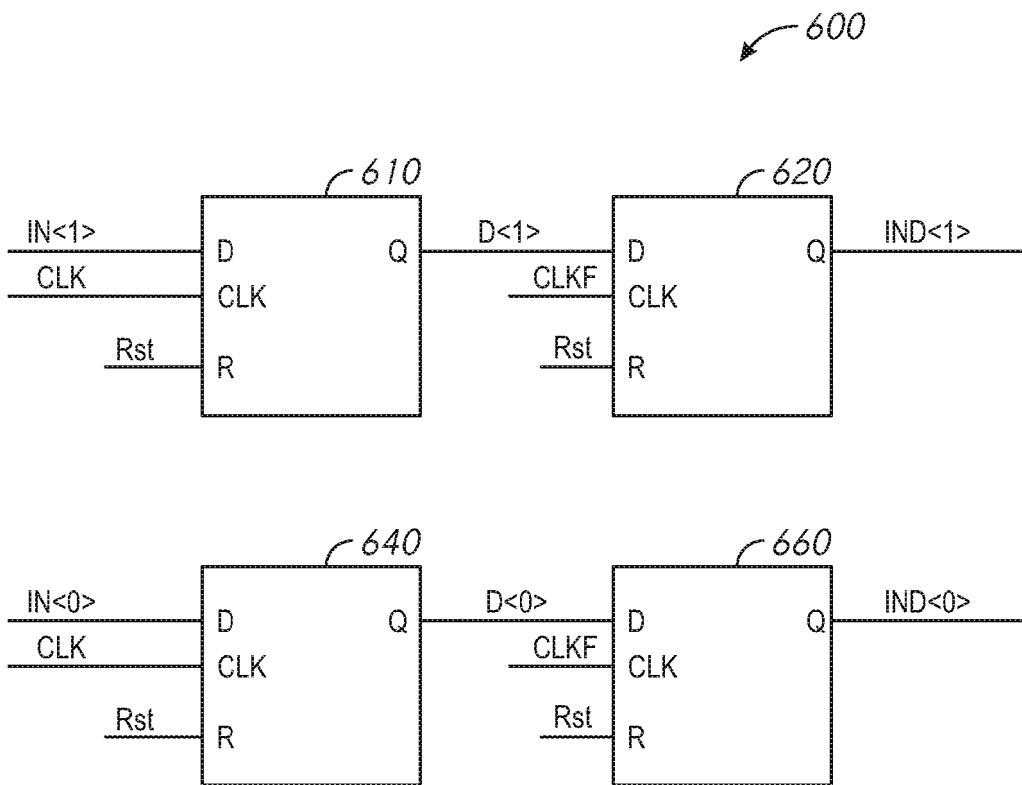 600
610
620
IN<1>
D
Q
D<1>
D
Q
IND<1>
CLK
CLK
CLKF
CLK
Rst
R
Rst
R
640
660
IN<0>
D
Q
D<0>
D
Q
IND<0>
CLK
CLK
CLKF
CLK
Rst
R
Rst
R